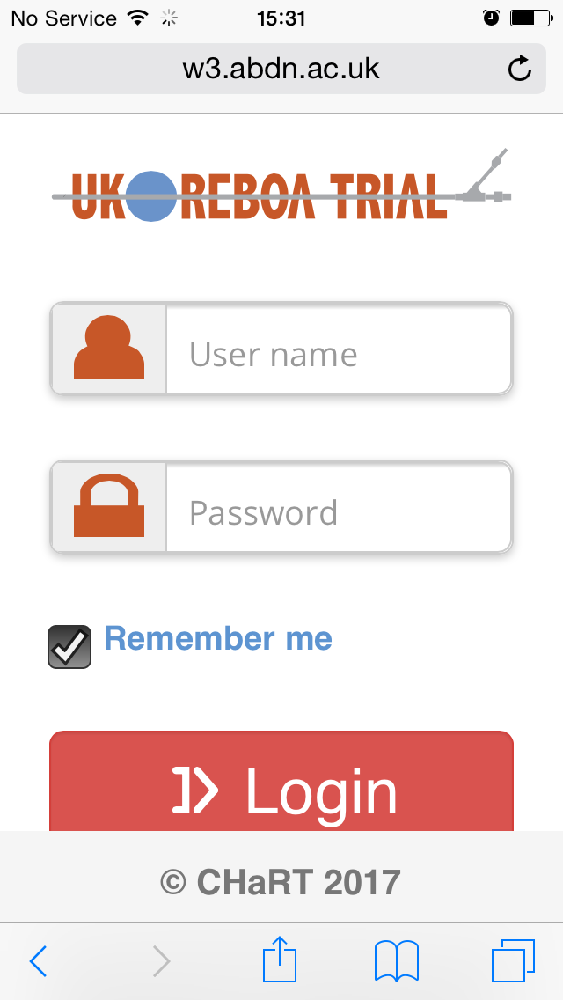 No Service 15:31
w3.abdn.ac.uk
UK REBOA TRIAL
User name
Password
Remember me
Login
© CHaRT 2017